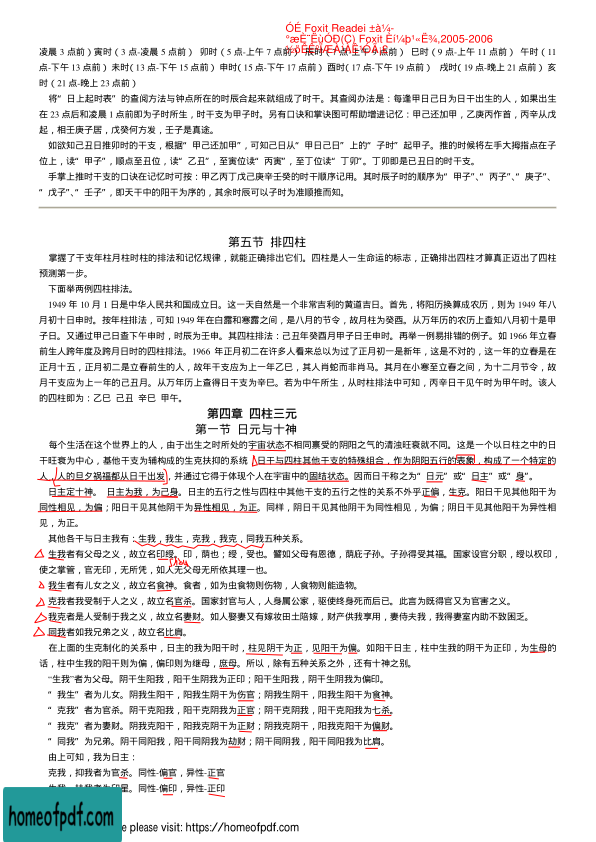 ÓÉ Foxit Reader ±à¼­
°æÈ¨ËùÓÐ(C) Foxit Èí¼þ¹«Ë¾,2005-2006
凌晨 3 点前）寅时（3 点-凌晨 5 点前） 卯时（5 点-上午 7 点前） 辰时（7 点-上午 9 点前） 巳时（9 点-上午 11 点前） 午时（11
点-下午 13 点前）未时（13 点-下午 15 点前）申时（15 点-下午 17 点前）酉时（17 点-下午 19 点前） 戌时（19 点-晚上 21 点前）亥
时（21 点-晚上 23 点前）
将“日上起时表”的查阅方法与钟点所在的时辰合起来就组成了时干。其查阅办法是：每逢甲日己日为日干出生的人，如果出生
在 23 点后和凌晨 1 点前即为子时所生，时干支为甲子时。另有口诀和掌诀图可帮助增进记忆：甲己还加甲，乙庚丙作首，丙辛从戊
起，相壬庚子居，戊癸何方发，壬子是真途。
如欲知己丑日推卯时的干支，根据“甲己还加甲”，可知己日从“甲日己日”上的“子时”起甲子。推的时候将左手大拇指点在子
位上，读“甲子”，顺点至丑位，读“乙丑”，至寅位读“丙寅”，至丁位读“丁卯”。丁卯即是已丑日的时干支。
手掌上推时干支的口诀在记忆时可按：甲乙丙丁戊己庚辛壬癸的时干顺序记用。其时辰子时的顺序为“甲子”、“丙子”、“庚子”、
“戊子”、“壬子”，即天干中的阳干为序的，其余时辰可以子时为准顺推而知。
第五节 排四柱
掌握了干支年柱月柱时柱的排法和记忆规律，就能正确排出它们。四柱是人一生命运的标志，正确排出四柱才算真正迈出了四柱
预测第一步。
下面举两例四柱排法。
1949 年 10 月 1 日是中华人民共和国成立日。这一天自然是一个非常吉利的黄道吉日。首先，将阳历换算成农历，则为 1949 年八
月初十日申时。按年柱排法，可知 1949 年在白露和寒露之间，是八月的节令，故月柱为癸酉。从万年历的农历上查知八月初十是甲
子日。又通过甲己日查下午申时，时辰为壬申。其四柱排法：己丑年癸酉月甲子日壬申时。再举一例易排错的例子。如 1966 年立春
前生人跨年度及跨月日时的四柱排法。1966 年正月初二在许多人看来总以为过了正月初一是新年，这是不对的，这一年的立春是在
正月十五，正月初二是立春前生的人，故年干支应为上一年乙巳，其人肖蛇而非肖马。其月在小寒至立春之间，为十二月节令，故
月干支应为上一年的己丑月。从万年历上查得日干支为辛巳。若为中午所生，从时柱排法中可知，丙辛日干见午时为甲午时。该人
的四柱即为：乙巳 己丑 辛巳 甲午。
第四章 四柱三元
第一节 日元与十神
每个生活在这个世界上的人，由于出生之时所处的宇宙状态不相同禀受的阴阳之气的清浊旺衰就不同。这是一个以日柱之中的日
干旺衰为中心，基他干支为辅构成的生克扶抑的系统，日干与四柱其他干支的特殊组合，作为阴阳五行的表象，构成了一个特定的
人，人的旦夕祸福都从日干出发，并通过它得于体现个人在宇宙中的固结状态。因而日干称之为“日元”或“日主”或“身”。
日主定十神。 日主为我，为己身。日主的五行之性与四柱中其他干支的五行之性的关系不外乎正偏，生克。阳日干见其他阳干为
同性相见，为偏；阳日干见其他阴干为异性相见，为正。同样，阴日干见其他阴干为同性相见，为偏；阴日干见其他阳干为异性相
见，为正。
其他各干与日主我有：生我，我生，克我，我克，同我五种关系。
生我者有父母之义，故立名印绶。印，荫也；绶，受也。譬如父母有恩德，荫庇子孙。子孙得受其福。国家设官分职，绶以权印，
使之掌管，官无印，无所凭，如人无父母无所依其理一也。
我生者有儿女之义，故立名食神。食者，如为虫食物则伤物，人食物则能造物。
克我者我受制于人之义，故立名官杀。国家封官与人，人身属公家，驱使终身死而后已。此言为既得官又为官害之义。
我克者是人受制于我之义，故立名妻财。如人娶妻又有嫁妆田土陪嫁，财产供我享用，妻侍夫我，我得妻室内助不致困乏。
同我者如我兄弟之义，故立名比肩。
在上面的生克制化的关系中，日主的我为阳干时，柱见阴干为正，见阳干为偏。如阳干日主，柱中生我的阴干为正印，为生母的
话，柱中生我的阳干则为偏，偏印则为继母，庶母。所以，除有五种关系之外，还有十神之别。
“生我”者为父母。阴干生阳我，阳干生阴我为正印；阳干生阳我，阴干生阴我为偏印。
“我生”者为儿女。阴我生阳干，阳我生阴干为伤官；阴我生阴干，阳我生阳干为食神。
“克我”者为官杀。阴干克阳我，阳干克阴我为正官；阴干克阴我，阳干克阳我为七杀。
“我克”者为妻财。阴我克阳干，阳我克阴干为正财；阴我克阴干，阳我克阳干为偏财。
“同我”为兄弟。阴干同阳我，阳干同阴我为劫财；阴干同阴我，阳干同阳我为比肩。
由上可知，我为日主：
克我，抑我者为官杀。同性-偏官，异性-正官
同性-偏印，异性-正印
homeofpdf.com
e please visit: https://homeofpdf.com